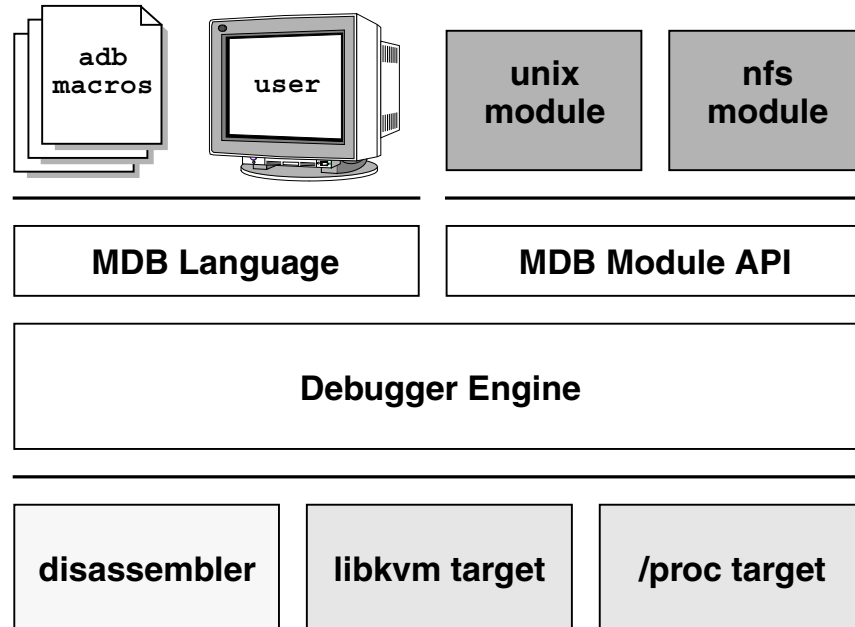 adb
macros
user
unix
module
nfs
module
MDB Language
MDB Module API
Debugger Engine
disassembler
libkvm target
/proc target